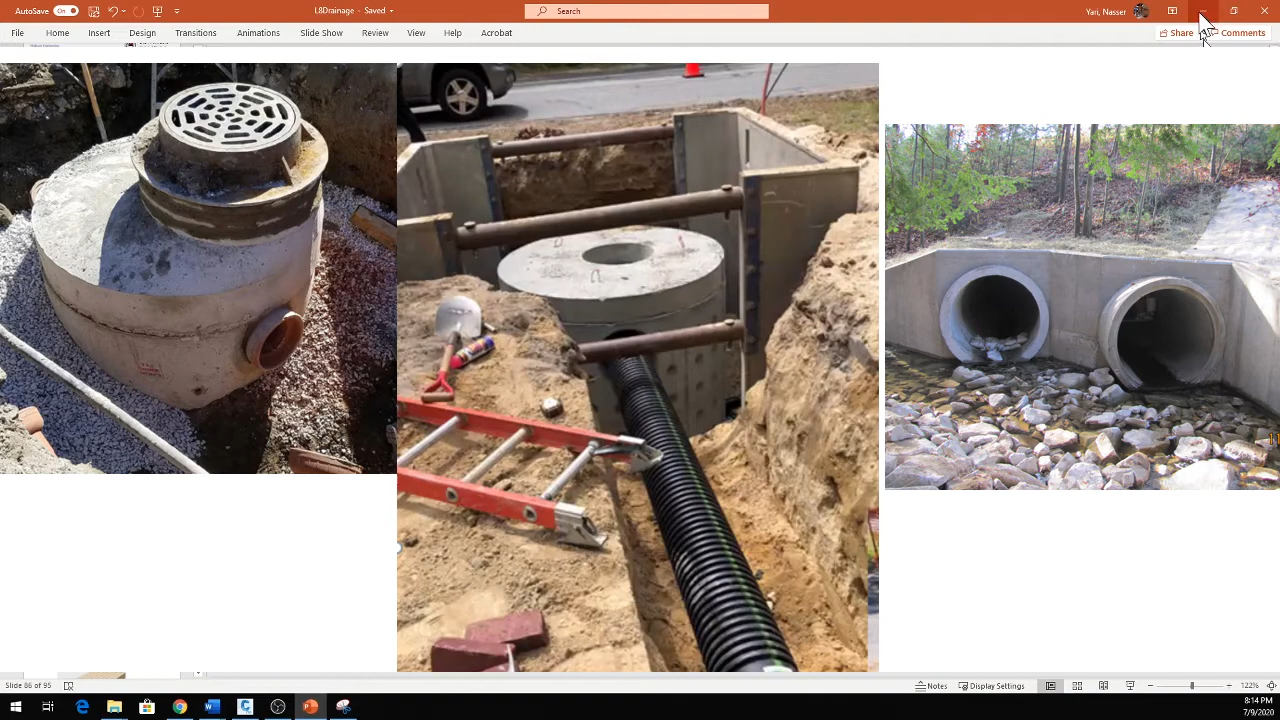 AutoSave On L8Drainage - Saved Search Yari, Nasser
File Home Insert Design Transitions Animations Slide Show Review View Help Acrobat Share Comments
Slide 86 of 95 Notes Display Settings 122%
8:14 PM
7/9/2020